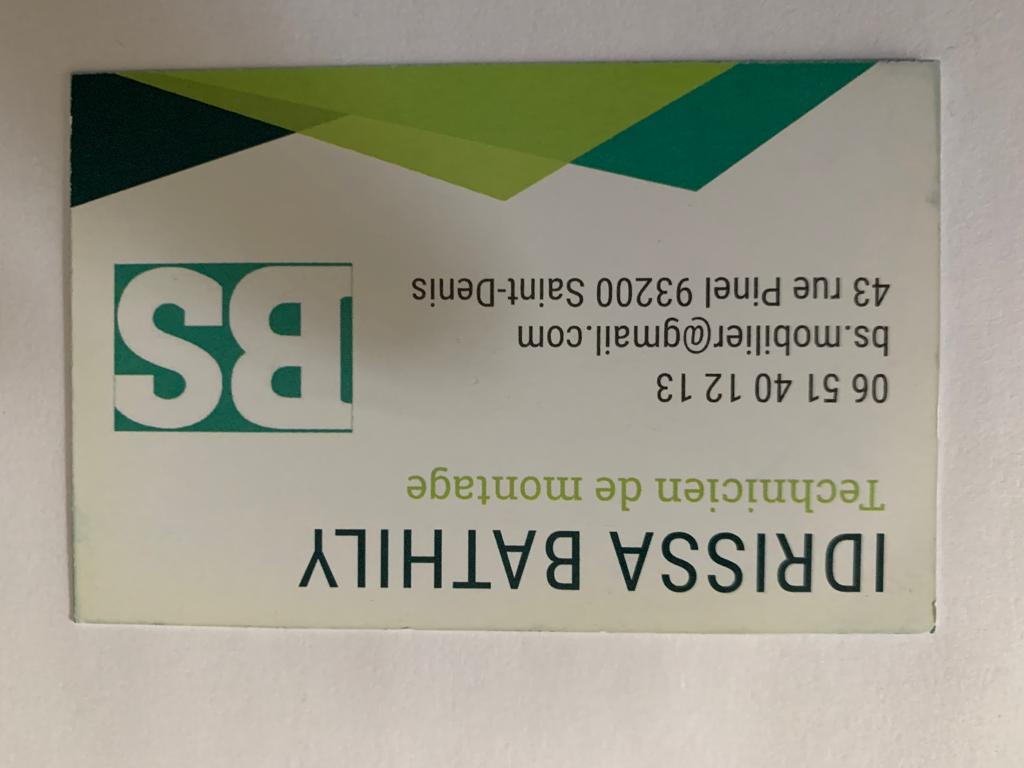 IDRISSA BATHILY
Technicien de montage
06 51 40 12 13
bs.mobilier@gmail.com
43 rue Pinel 93200 Saint-Denis
BS